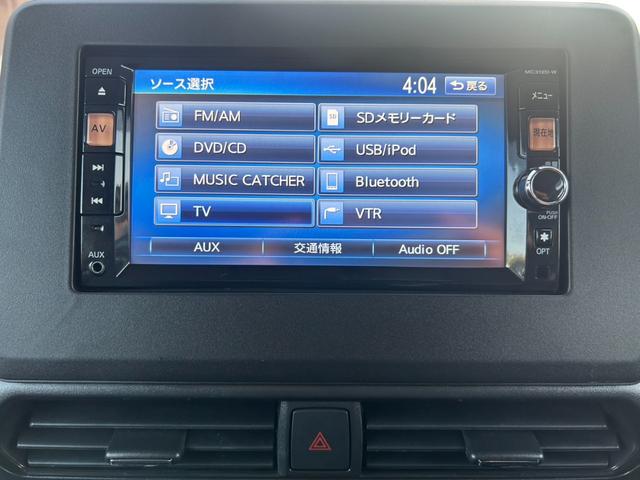 OPEN
MC312D-W
ソース選択
4:04
戻る
メニュー
AV
現在地
FM/AM
SDメモリーカード
SD
DVD/CD
USB/iPod
MUSIC CATCHER
Bluetooth
TV
VTR
PUSH
ON-OFF
AUX
交通情報
Audio OFF
AUX
OPT